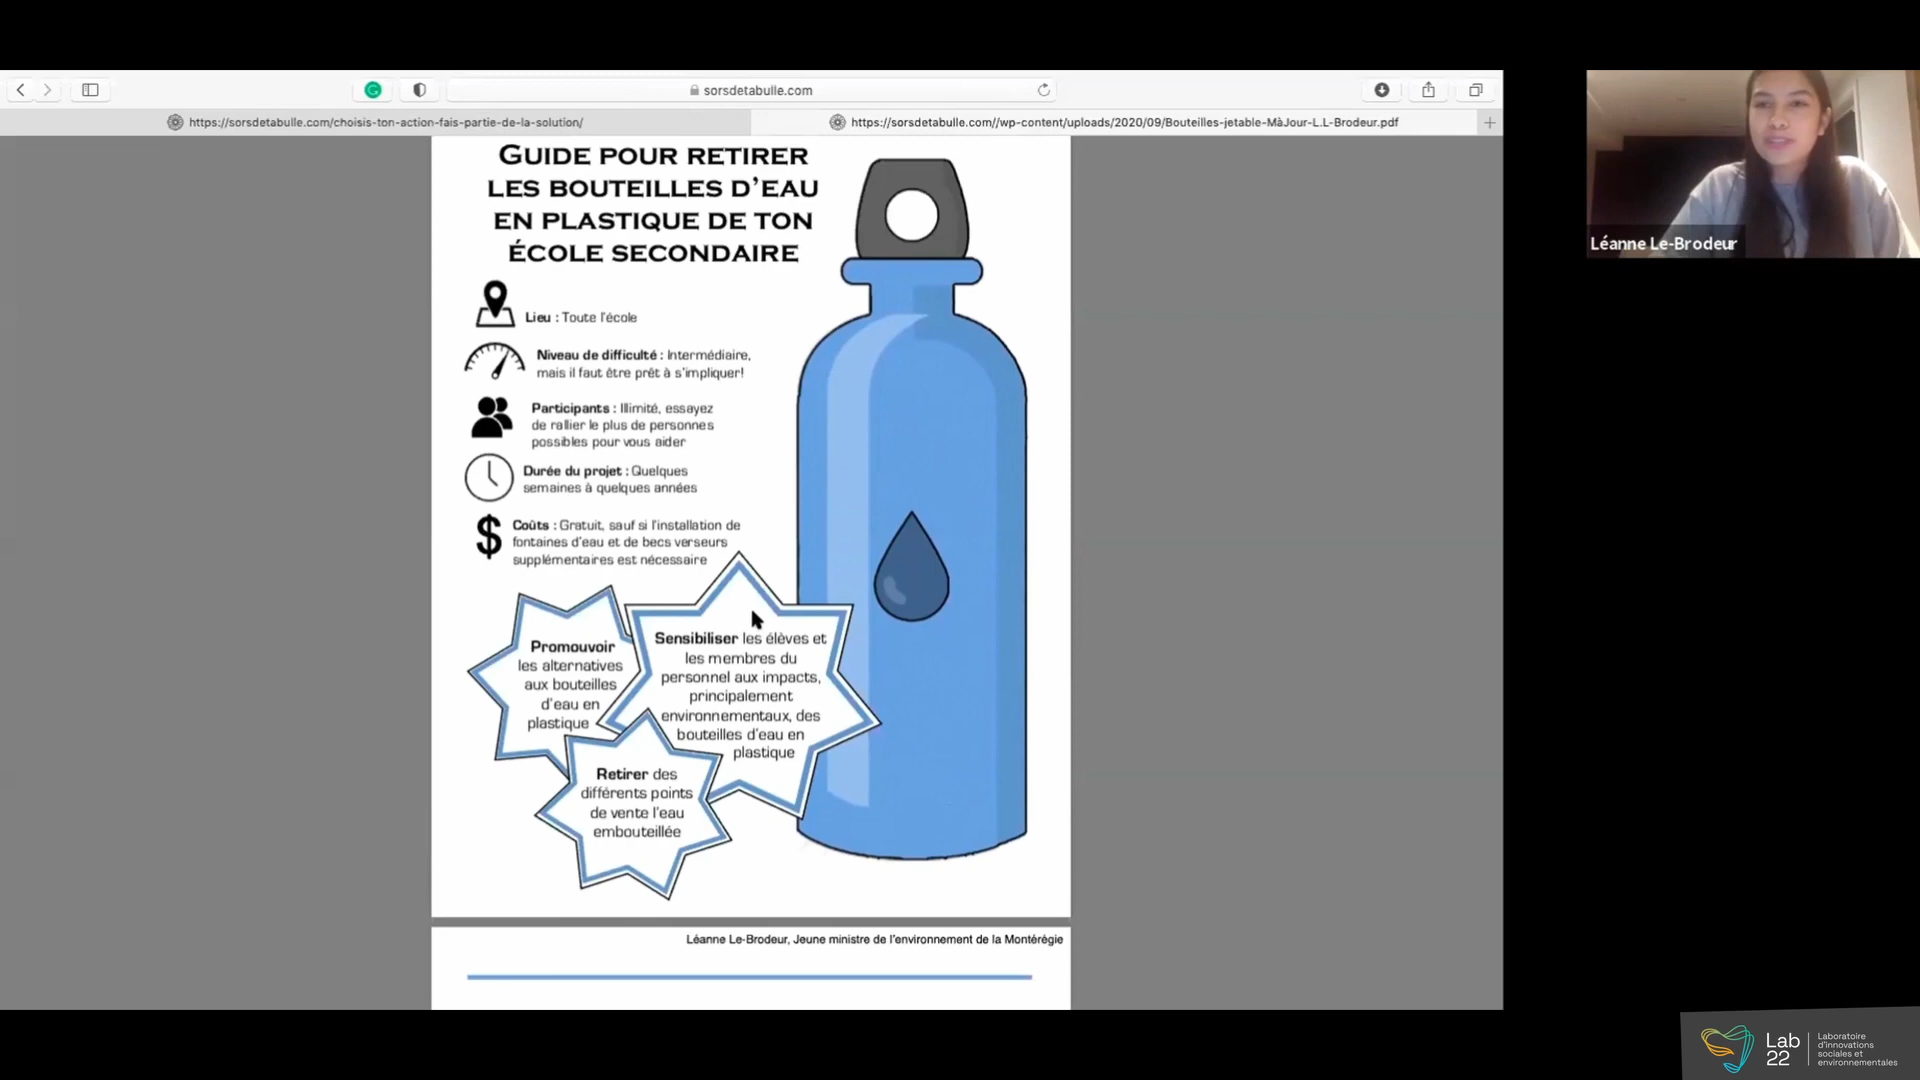 sorsdetabulle.com
https://sorsdetabulle.com/choisis-ton-action-fais-partie-de-la-solution/
https://sorsdetabulle.com//wp-content/uploads/2020/09/Bouteilles-jetable-MàJour-L.L-Brodeur.pdf
GUIDE POUR RETIRER
LES BOUTEILLES D'EAU
EN PLASTIQUE DE TON
ÉCOLE SECONDAIRE
Lieu : Toute l'école
Niveau de difficulté : Intermédiaire,
mais il faut être prêt à s'impliquer!
Participants : Illimité, essayez
de rallier le plus de personnes
possibles pour vous aider
Durée du projet : Quelques
semaines à quelques années
$
Coûts : Gratuit, sauf si l'installation de
fontaines d'eau et de becs verseurs
supplémentaires est nécessaire
Promouvoir
les alternatives
aux bouteilles
d'eau en
plastique
Sensibiliser les élèves et
les membres du
personnel aux impacts,
principalement
environnementaux, des
bouteilles d'eau en
plastique
Retirer des
différents points
de vente l'eau
embouteillée
Léanne Le-Brodeur, Jeune ministre de l'environnement de la Montérégie
Léanne Le-Brodeur
Lab
22
Laboratoire
d'innovations
sociales et
environnementales